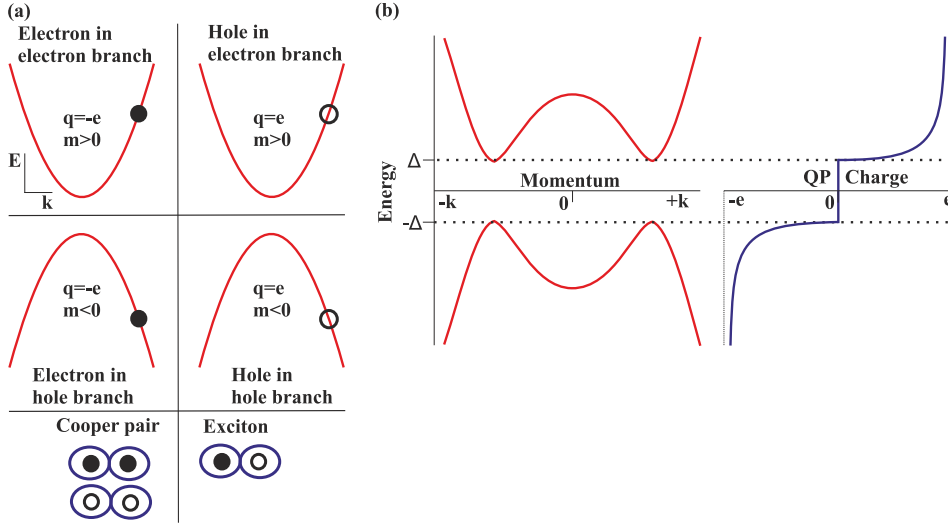 (a)
Electron in
electron branch
q=-e
m>0
E
k
Hole in
electron branch
q=e
m>0
q=-e
m<0
Electron in
hole branch
q=e
m<0
Hole in
hole branch
Cooper pair
Exciton
(b)
Energy
Δ
-Δ
Momentum
-k
0
+k
QP Charge
-e
0
e